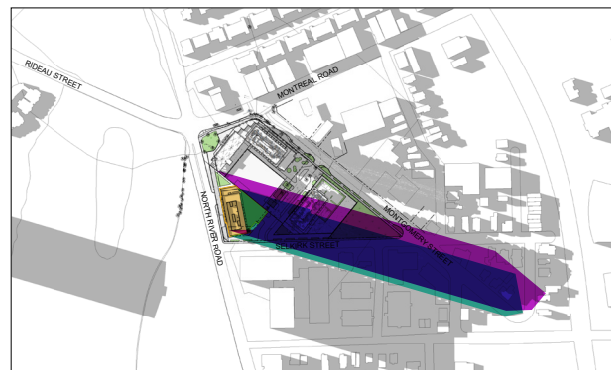 RIDEAU STREET
MONTREAL ROAD
NORTH RIVER ROAD
MONTGOMERY STREET
SELKIRK STREET